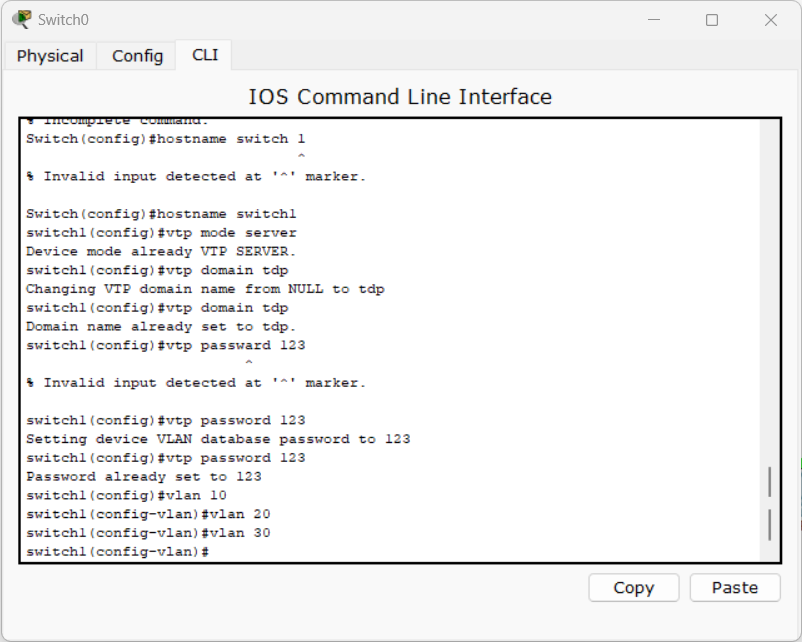 Switch0
Physical Config CLI
IOS Command Line Interface
% Incomplete command.
Switch(config)#hostname switch 1
^
% Invalid input detected at '^' marker.
Switch(config)#hostname switch1
switch1(config)#vtp mode server
Device mode already VTP SERVER.
switch1(config)#vtp domain tdp
Changing VTP domain name from NULL to tdp
switch1(config)#vtp domain tdp
Domain name already set to tdp.
switch1(config)#vtp passward 123
^
% Invalid input detected at '^' marker.
switch1(config)#vtp password 123
Setting device VLAN database password to 123
switch1(config)#vtp password 123
Password already set to 123
switch1(config)#vlan 10
switch1(config-vlan)#vlan 20
switch1(config-vlan)#vlan 30
switch1(config-vlan)#
Copy Paste